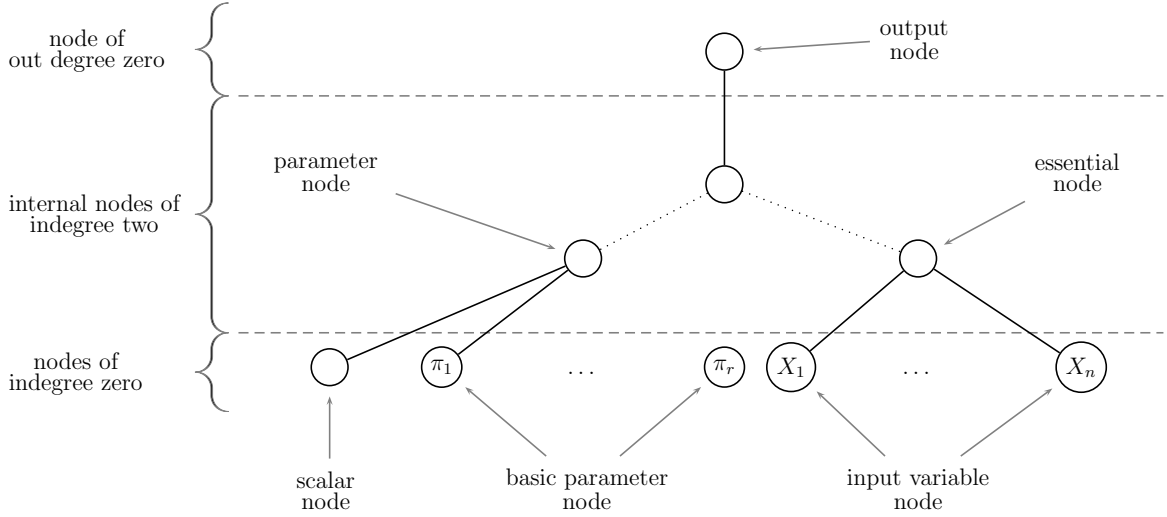 node of
out degree zero
output
node
parameter
node
essential
node
internal nodes of
indegree two
nodes of
indegree zero
π₁
...
πᵣ
X₁
...
Xₙ
scalar
node
basic parameter
node
input variable
node